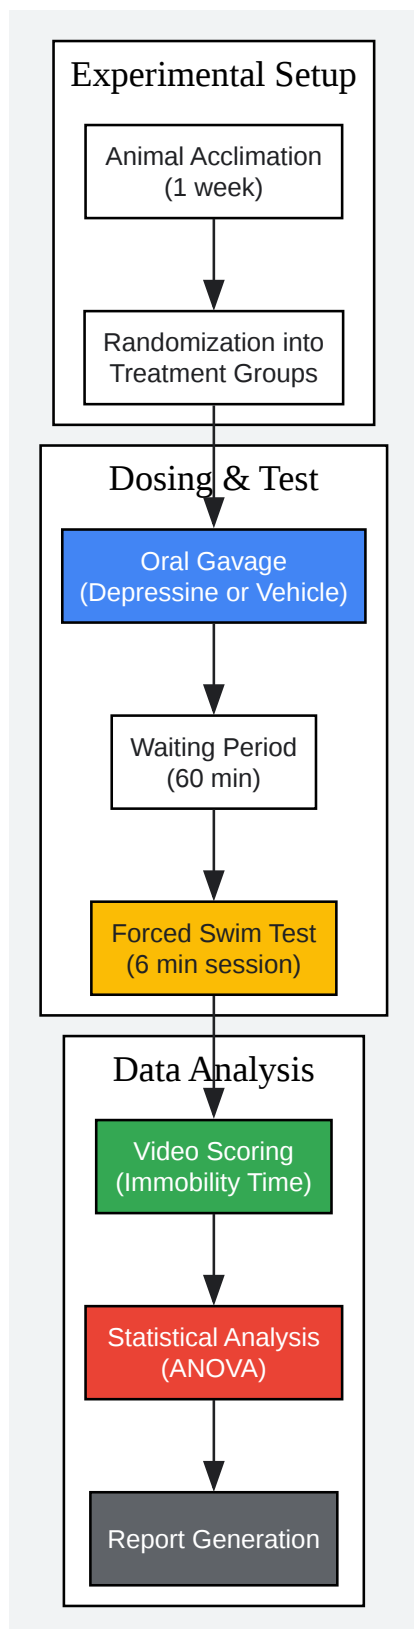 Experimental Setup
Animal Acclimation
(1 week)
Randomization into
Treatment Groups
Dosing & Test
Oral Gavage
(Depressine or Vehicle)
Waiting Period
(60 min)
Forced Swim Test
(6 min session)
Data Analysis
Video Scoring
(Immobility Time)
Statistical Analysis
(ANOVA)
Report Generation